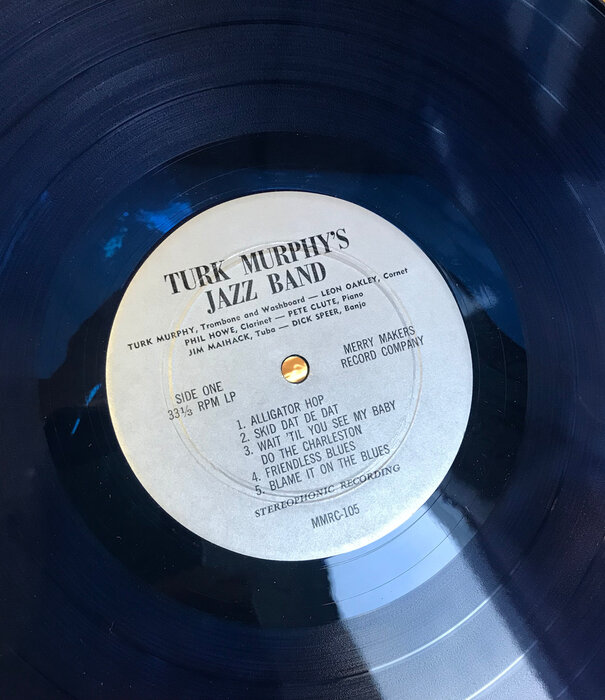 TURK MURPHY'S
JAZZ BAND
TURK MURPHY, Trombone and Washboard — LEON OAKLEY, Cornet
PHIL HOWE, Clarinet — PETE CLUTE, Piano
JIM MAIHACK, Tuba — DICK SPEER, Banjo
MERRY MAKERS
RECORD COMPANY
SIDE ONE
33⅓ RPM LP
1. ALLIGATOR HOP
2. SKID DAT DE DAT
3. WAIT 'TIL YOU SEE MY BABY
DO THE CHARLESTON
4. FRIENDLESS BLUES
5. BLAME IT ON THE BLUES
STEREOPHONIC RECORDING
MMRC-105